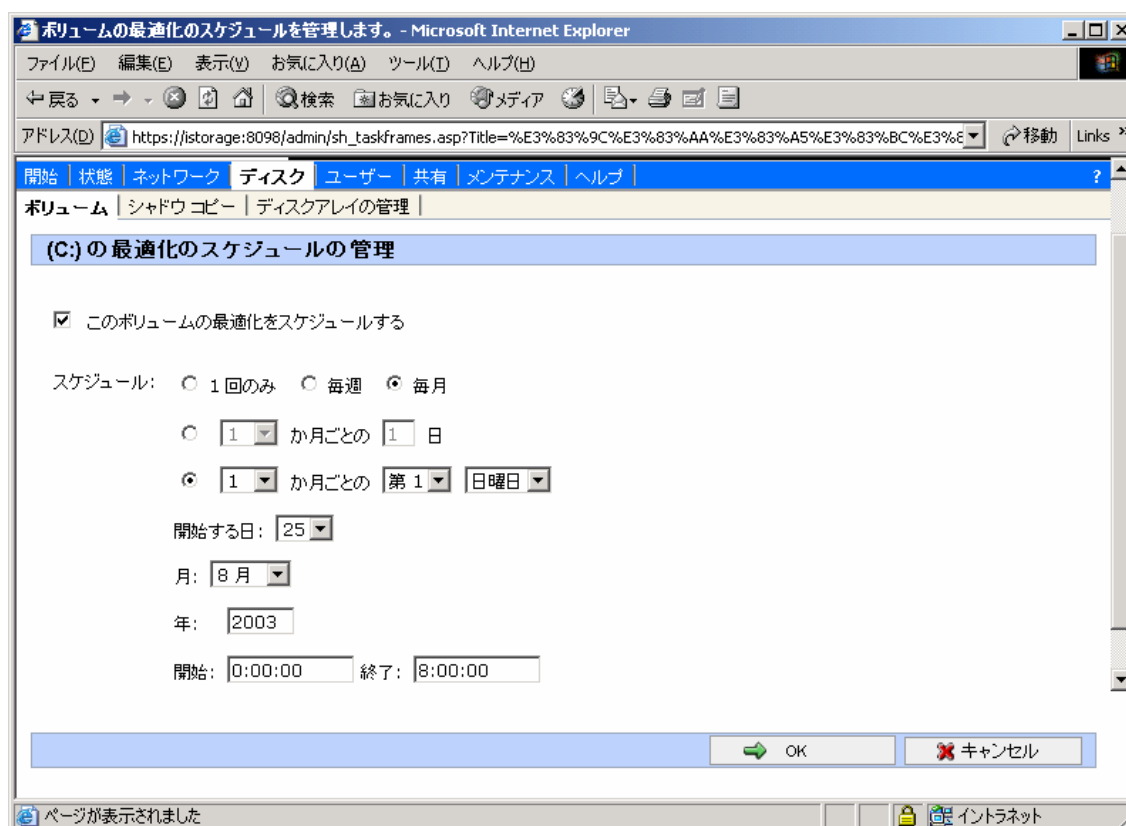 ボリュームの最適化のスケジュールを管理します。 - Microsoft Internet Explorer
ファイル(F) 編集(E) 表示(V) お気に入り(A) ツール(T) ヘルプ(H)
戻る 検索 お気に入り メディア
アドレス(D) https://istorage:8098/admin/sh_taskframes.asp?Title=%E3%83%9C%E3%83%AA%E3%83%A5%E3%83%BC%E3%8 移動 Links »
開始 状態 ネットワーク ディスク ユーザー 共有 メンテナンス ヘルプ ?
ボリューム シャドウ コピー ディスクアレイの管理
(C:) の 最適化のスケジュールの 管理
このボリュームの最適化をスケジュールする
スケジュール: 1 回のみ 毎週 毎月
1 か月ごとの 1 日
1 か月ごとの 第 1 日曜日
開始する日: 25
月: 8 月
年: 2003
開始: 0:00:00 終了: 8:00:00
OK キャンセル
ページが表示されました イントラネット